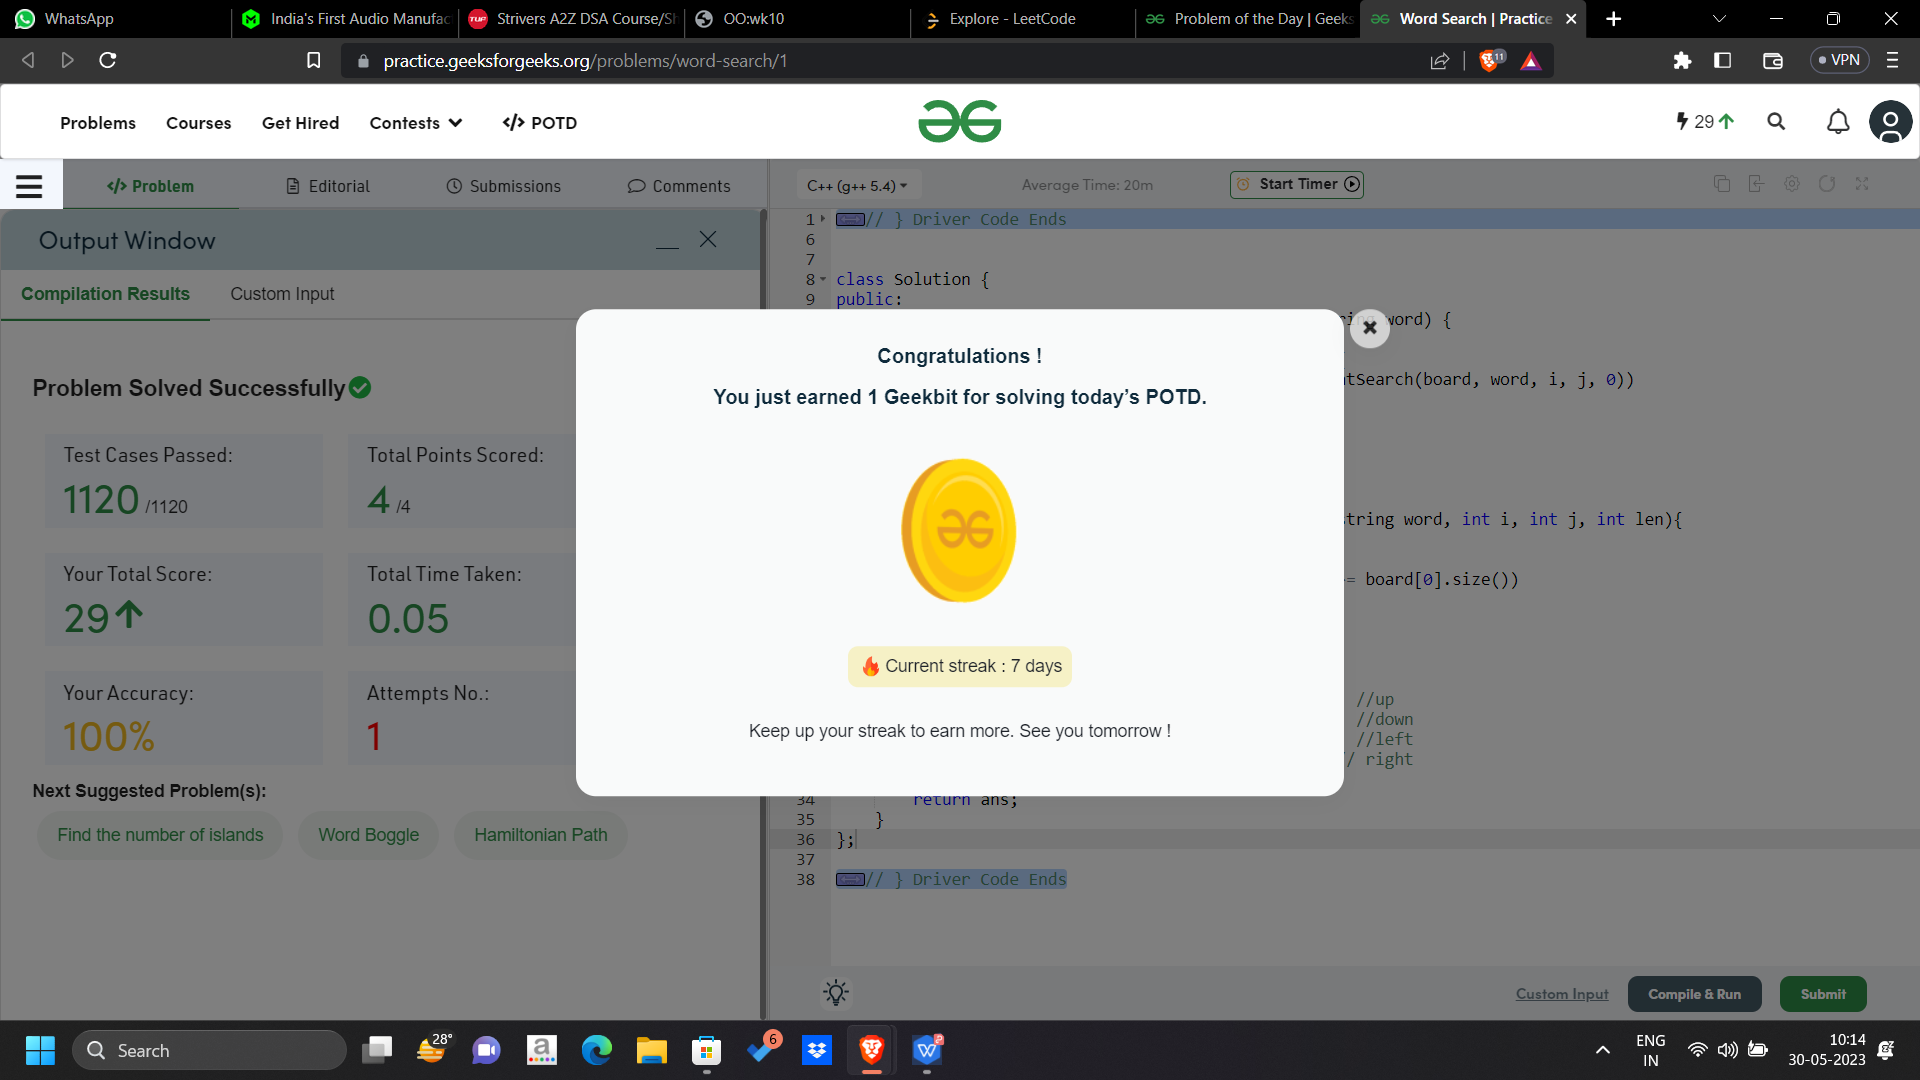 WhatsApp
India's First Audio Manufac
Strivers A2Z DSA Course/Sh
OO:wk10
Explore - LeetCode
Problem of the Day | Geeks
Word Search | Practice
practice.geeksforgeeks.org/problems/word-search/1
11
VPN
Problems
Courses
Get Hired
Contests
</> POTD
29
</> Problem
Editorial
Submissions
Comments
C++ (g++ 5.4)
Average Time: 20m
Start Timer
Output Window
Compilation Results
Custom Input
Problem Solved Successfully
Test Cases Passed:
1120 /1120
Total Points Scored:
4 /4
Your Total Score:
29
Total Time Taken:
0.05
Your Accuracy:
100%
Attempts No.:
1
Next Suggested Problem(s):
Find the number of islands
Word Boggle
Hamiltonian Path
1 // } Driver Code Ends
6
7
8 class Solution {
9 public:
word) {
tSearch(board, word, i, j, 0))
string word, int i, int j, int len){
= board[0].size())
//up
//down
//left
/ right
34 return ans;
35 }
36 };
37
38 // } Driver Code Ends
Congratulations !
You just earned 1 Geekbit for solving today’s POTD.
Current streak : 7 days
Keep up your streak to earn more. See you tomorrow !
Custom Input
Compile & Run
Submit
Search
28°
6
ENG
IN
10:14
30-05-2023